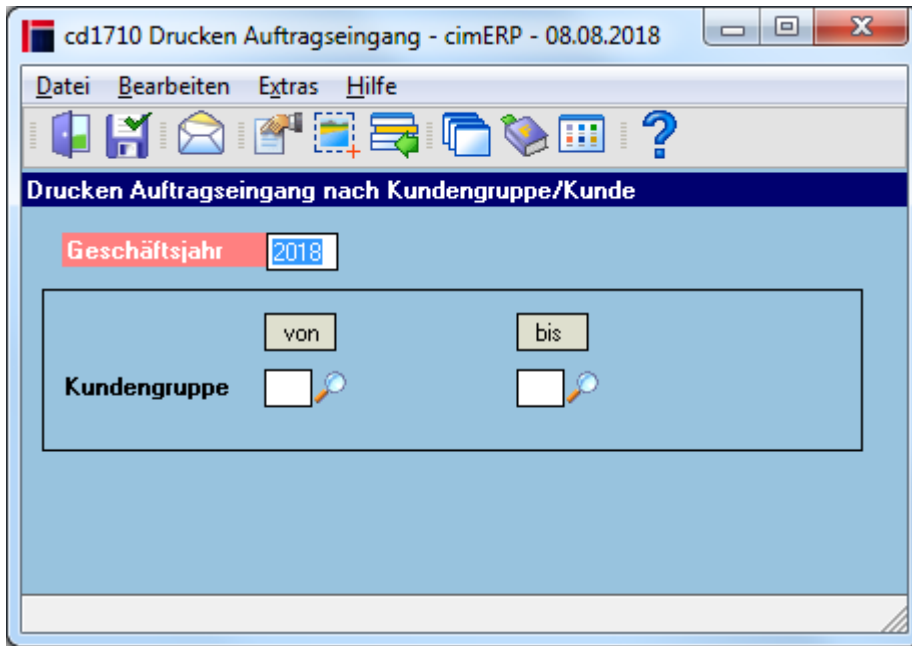 cd1710 Drucken Auftragseingang - cimERP - 08.08.2018
Datei Bearbeiten Extras Hilfe
Drucken Auftragseingang nach Kundengruppe/Kunde
Geschäftsjahr 2018
von bis
Kundengruppe